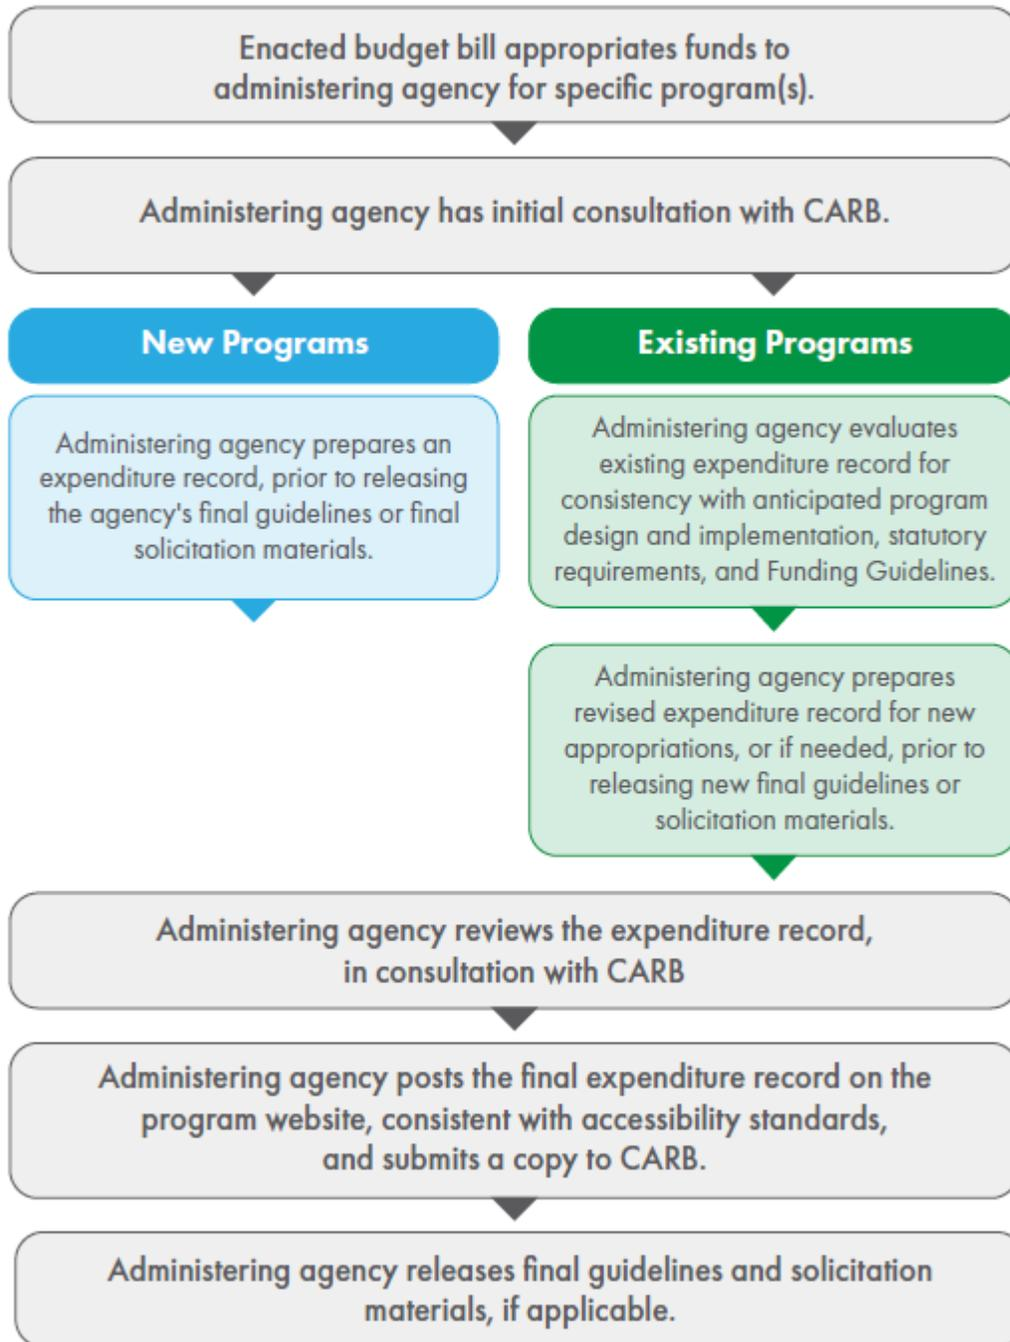 Enacted budget bill appropriates funds to
administering agency for specific program(s).
Administering agency has initial consultation with CARB.
New Programs
Administering agency prepares an
expenditure record, prior to releasing
the agency's final guidelines or final
solicitation materials.
Existing Programs
Administering agency evaluates
existing expenditure record for
consistency with anticipated program
design and implementation, statutory
requirements, and Funding Guidelines.
Administering agency prepares
revised expenditure record for new
appropriations, or if needed, prior to
releasing new final guidelines or
solicitation materials.
Administering agency reviews the expenditure record,
in consultation with CARB
Administering agency posts the final expenditure record on the
program website, consistent with accessibility standards,
and submits a copy to CARB.
Administering agency releases final guidelines and solicitation
materials, if applicable.